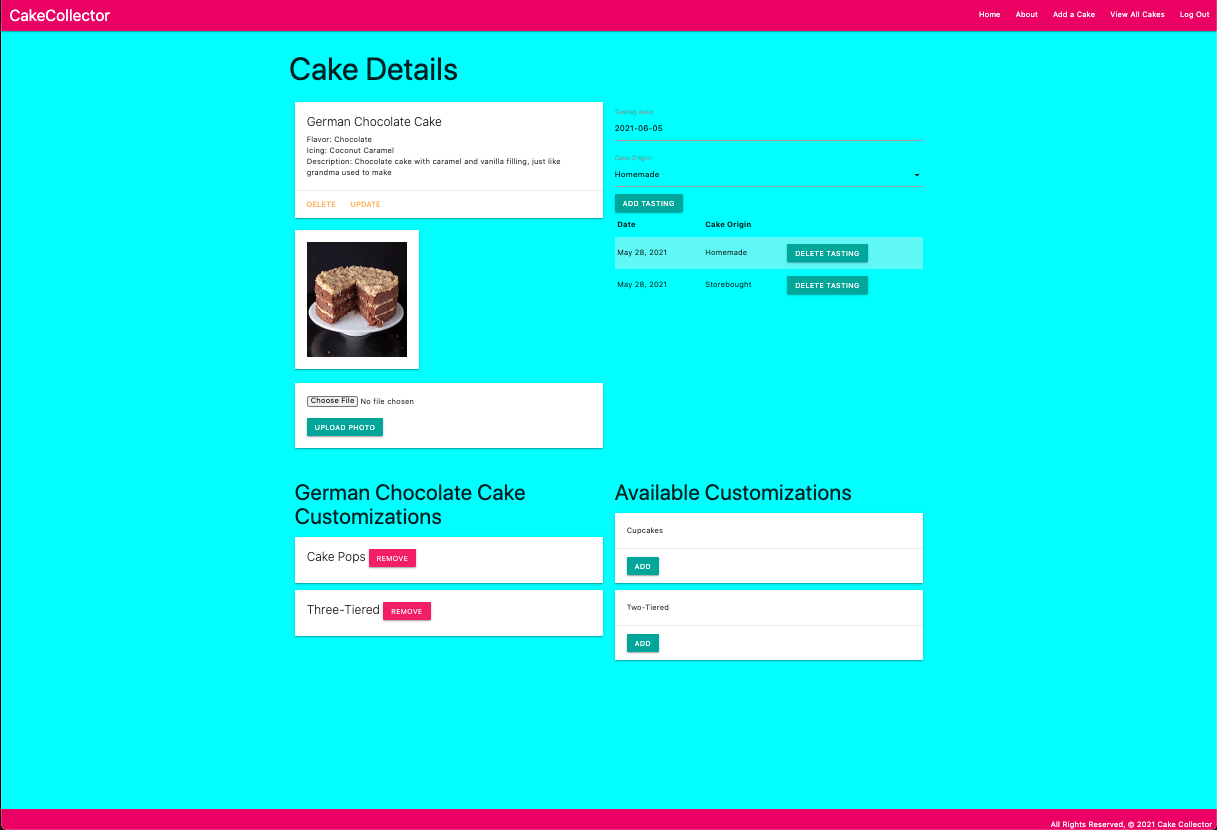 CakeCollector
Home About Add a Cake View All Cakes Log Out
Cake Details
German Chocolate Cake
Flavor: Chocolate
Icing: Coconut Caramel
Description: Chocolate cake with caramel and vanilla filling, just like
grandma used to make
DELETE UPDATE
Choose File No file chosen
UPLOAD PHOTO
Tasting Time:
2021-06-05
Cake Origin:
Homemade
ADD TASTING
Date Cake Origin
May 28, 2021 Homemade DELETE TASTING
May 28, 2021 Storebought DELETE TASTING
German Chocolate Cake
Customizations
Cake Pops REMOVE
Three-Tiered REMOVE
Available Customizations
Cupcakes
ADD
Two-Tiered
ADD
All Rights Reserved, © 2021 Cake Collector